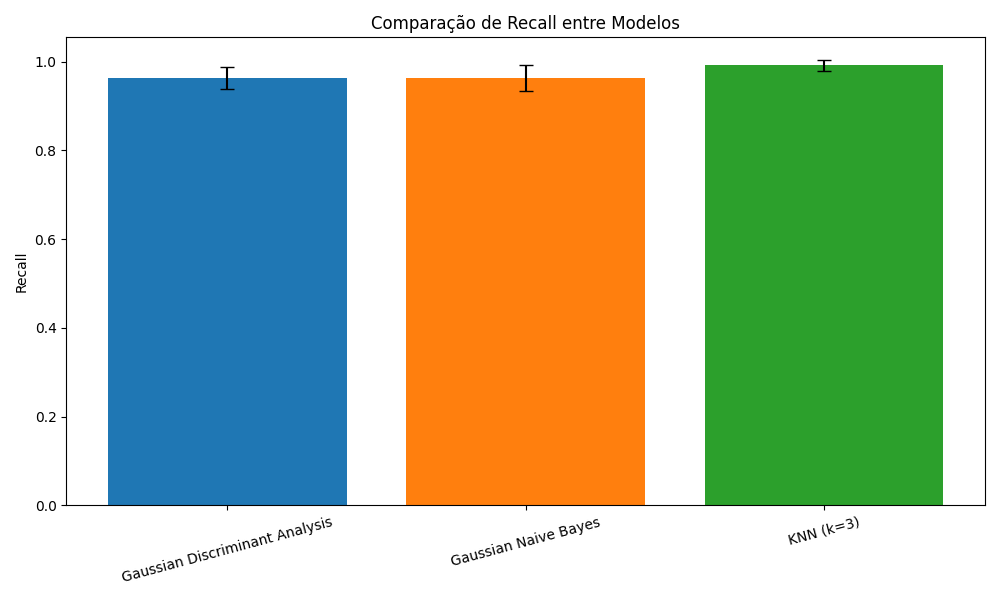 Comparação de Recall entre Modelos
1.0
0.8
0.6
0.4
0.2
0.0
Recall
Gaussian Discriminant Analysis
Gaussian Naive Bayes
KNN (k=3)